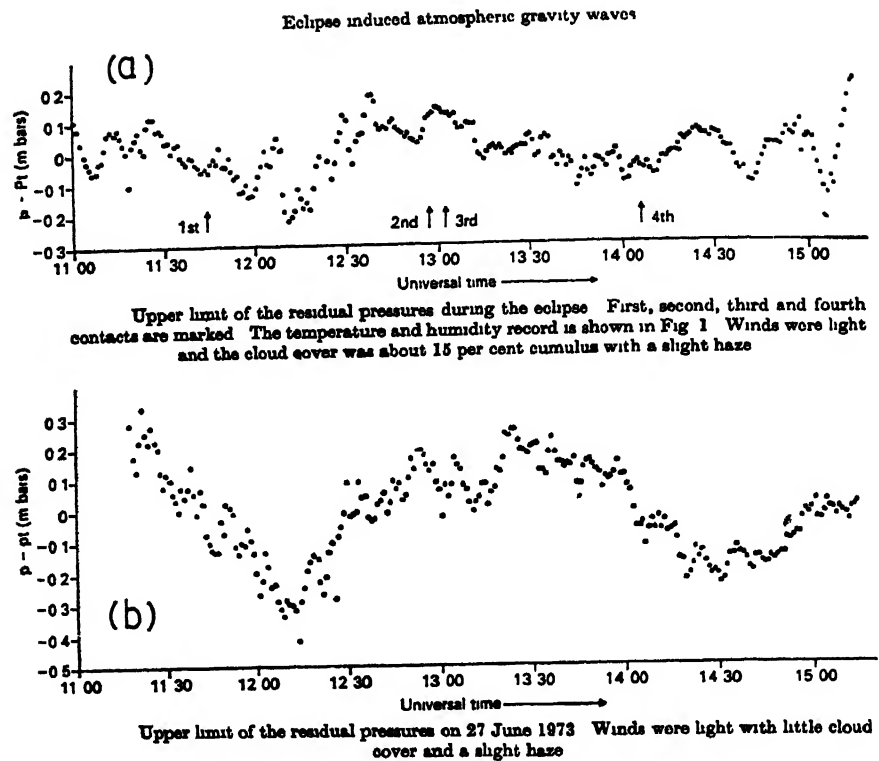 Eclipse induced atmospheric gravity waves
(a)
p - Pt (m bars)
0 2
0 1
0
-0 1
-0 2
-0 3
1st
2nd
3rd
4th
11 00
11 30
12 00
12 30
13 00
13 30
14 00
14 30
15 00
Universal time
Upper limit of the residual pressures during the eclipse First, second, third and fourth
contacts are marked The temperature and humidity record is shown in Fig 1 Winds were light
and the cloud cover was about 15 per cent cumulus with a slight haze
p - pt (m bars)
0 3
0 2
0 1
0
-0 1
-0 2
-0 3
-0 4
-0 5
(b)
11 00
11 30
12 00
12 30
13 00
13 30
14 00
14 30
15 00
Universal time
Upper limit of the residual pressures on 27 June 1973 Winds were light with little cloud
cover and a slight haze